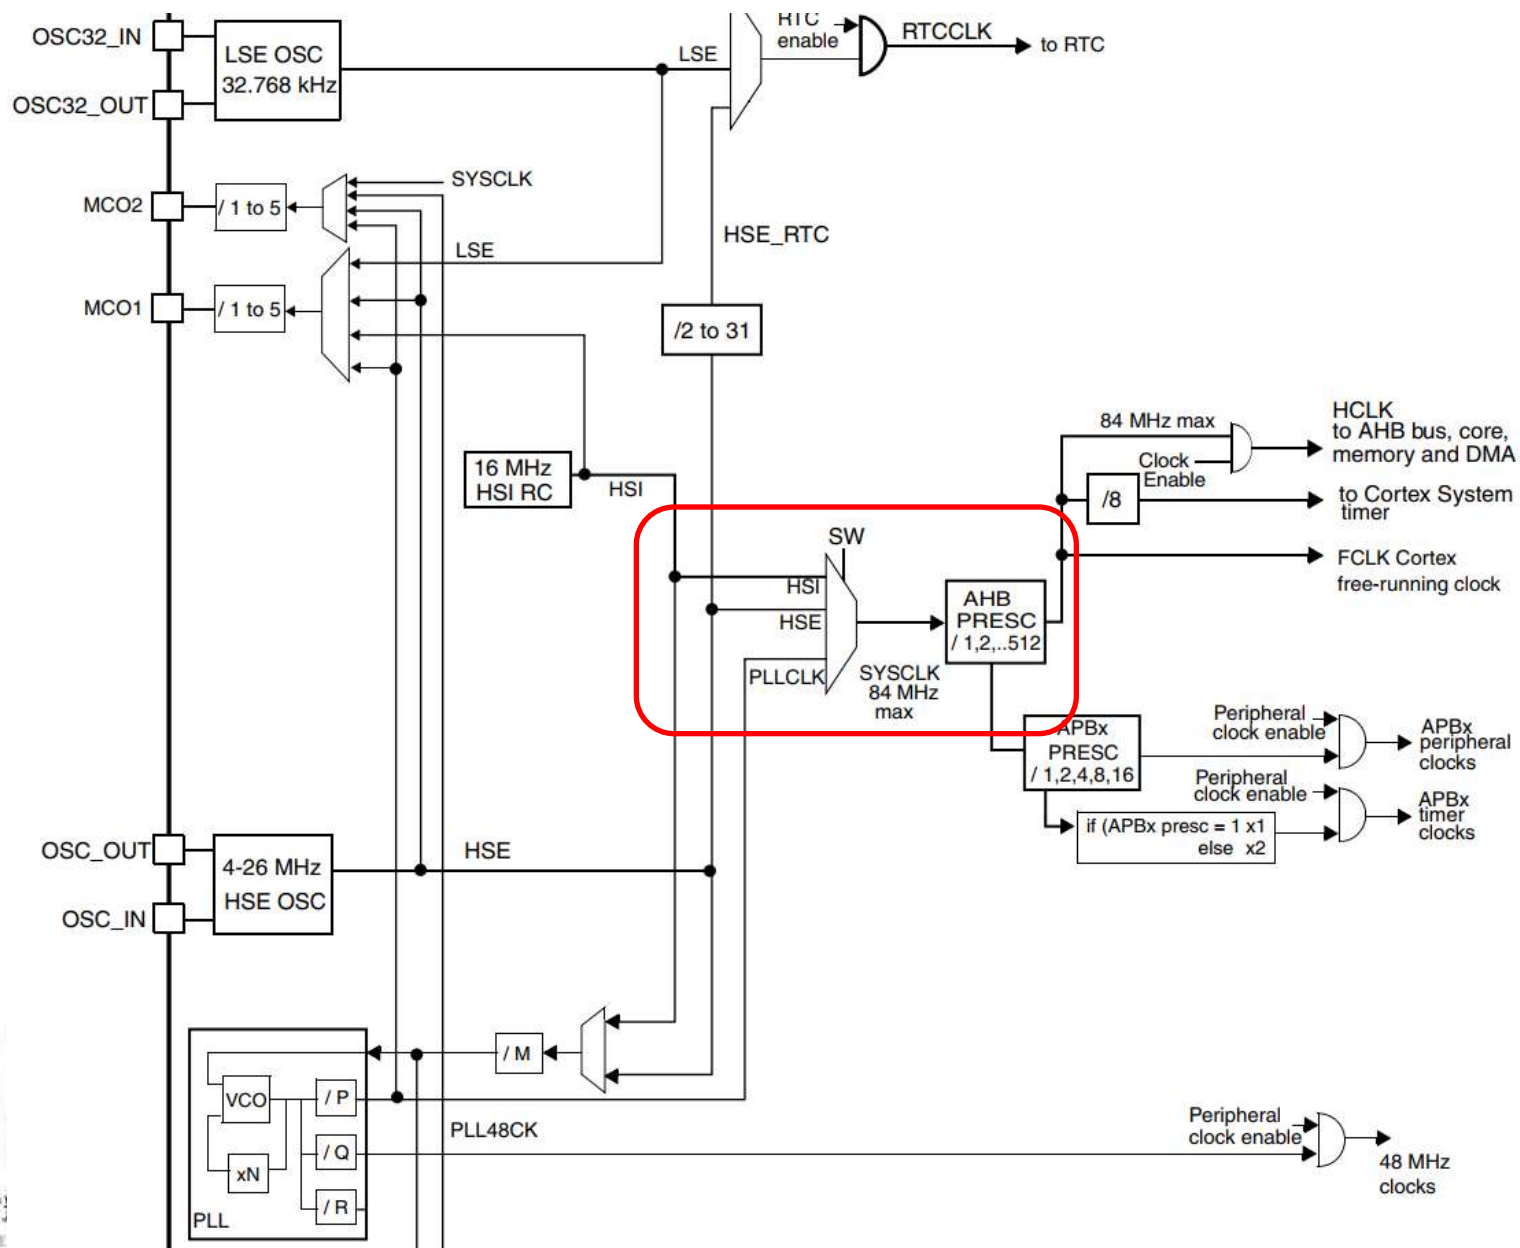 OSC32_IN
LSE OSC
32.768 kHz
OSC32_OUT
LSE
RTC
enable
RTCCLK
to RTC
SYSCLK
MCO2
/ 1 to 5
HSE_RTC
LSE
MCO1
/ 1 to 5
/2 to 31
16 MHz
HSI RC
HSI
84 MHz max
HCLK
to AHB bus, core,
memory and DMA
Clock
Enable
/8
to Cortex System
timer
FCLK Cortex
free-running clock
SW
HSI
HSE
PLLCLK
SYSCLK
84 MHz
max
AHB
PRESC
/ 1,2,..512
APBx
PRESC
/ 1,2,4,8,16
Peripheral
clock enable
APBx
peripheral
clocks
Peripheral
clock enable
APBx
timer
clocks
if (APBx presc = 1 x1
else x2
OSC_OUT
4-26 MHz
HSE OSC
OSC_IN
HSE
/ M
VCO
xN
/ P
/ Q
/ R
PLL
PLL48CK
Peripheral
clock enable
48 MHz
clocks